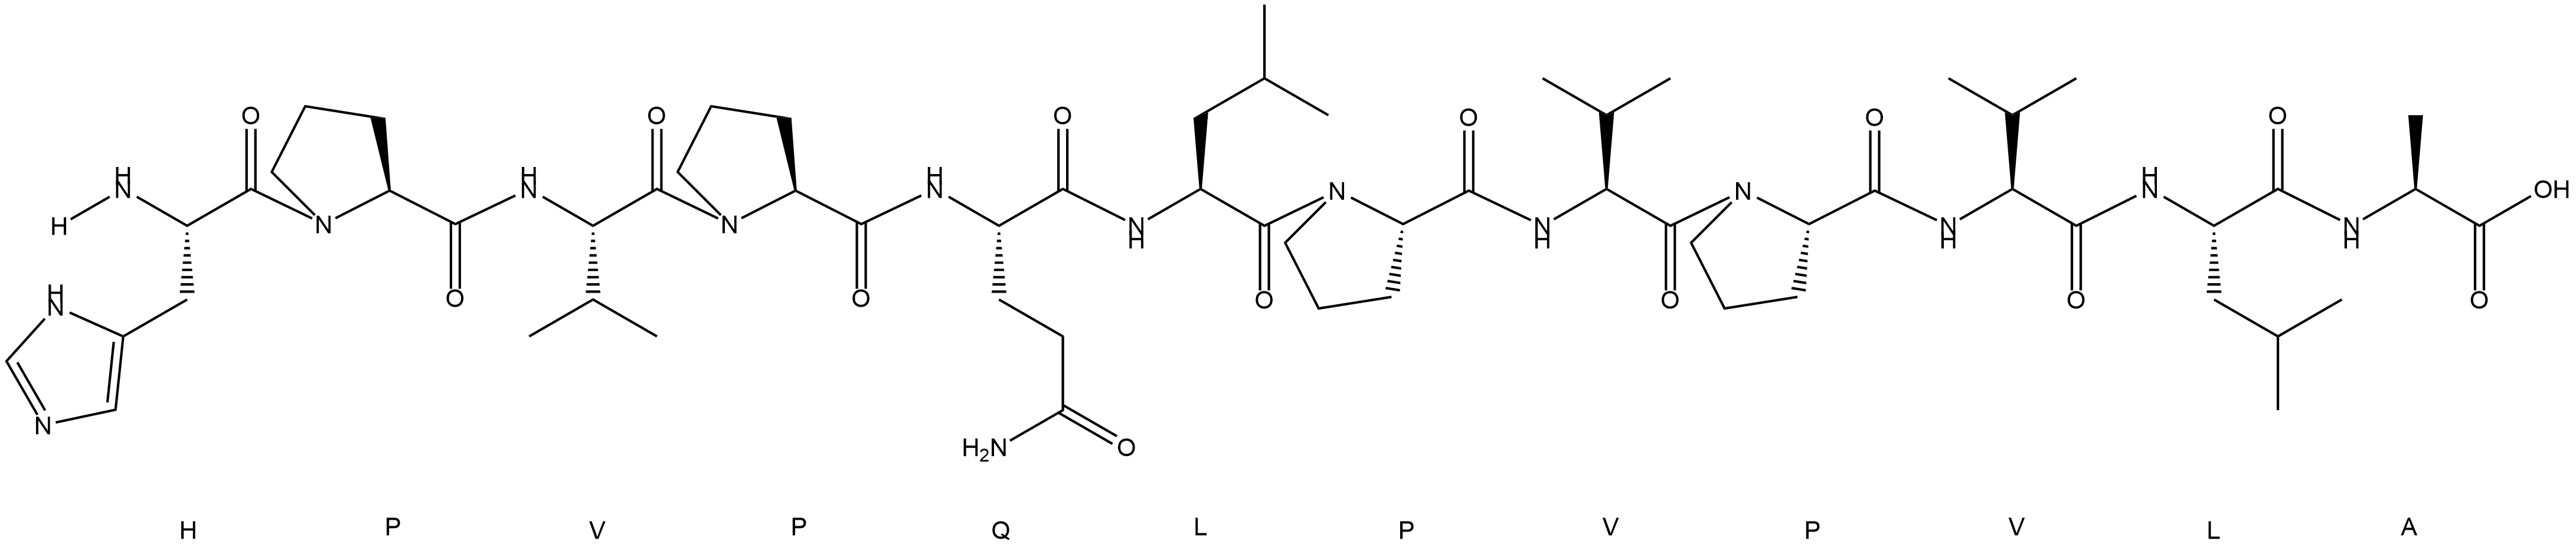 O O O O O O O
H H H H
N N N N
H N N N N OH
N N N N
H H H H
H O O O O O O
N
N H₂N O
H P V P Q L P V P V L A